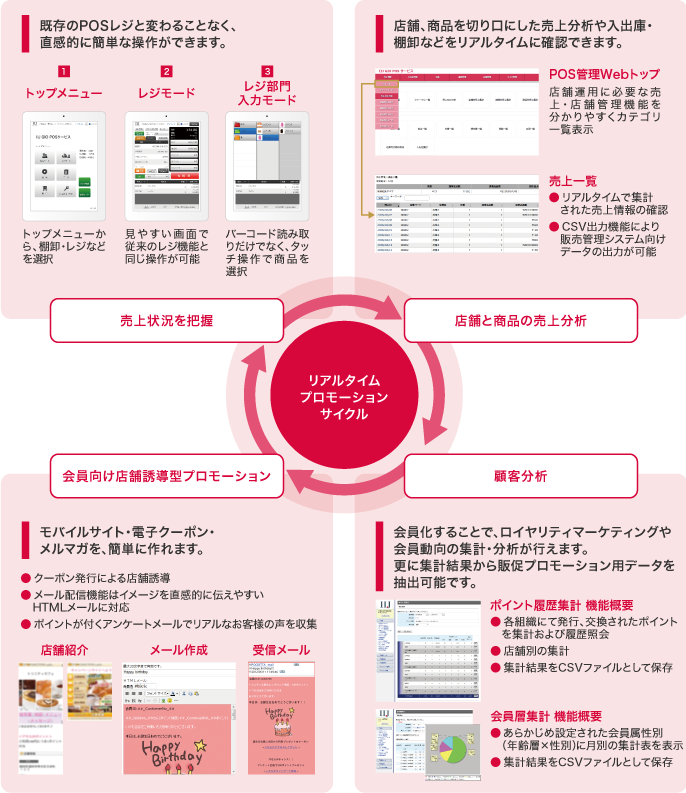 既存のPOSレジと変わることなく、
直感的に簡単な操作ができます。
1
トップメニュー
2
レジモード
3
レジ部門
入力モード
IIJ GIO POSサービス
トップメニューか
ら、棚卸・レジなど
を選択
見やすい画面で
従来のレジ機能と
同じ操作が可能
バーコード読み取
りだけでなく、タッ
チ操作で商品を
選択
店舗、商品を切り口にした売上分析や入出庫・
棚卸などをリアルタイムに確認できます。
POS管理Webトップ
店舗運用に必要な売
上・店舗管理機能を
分かりやすくカテゴリ
一覧表示
売上一覧
● リアルタイムで集計
された売上情報の確認
● CSV出力機能により
販売管理システム向け
データの出力が可能
売上状況を把握
店舗と商品の売上分析
リアルタイム
プロモーション
サイクル
会員向け店舗誘導型プロモーション
顧客分析
モバイルサイト・電子クーポン・
メルマガを、簡単に作れます。
● クーポン発行による店舗誘導
● メール配信機能はイメージを直感的に伝えやすい
HTMLメールに対応
● ポイントが付くアンケートメールでリアルなお客様の声を収集
店舗紹介
メール作成
受信メール
Happy
Birthday
Happy
Birthday
会員化することで、ロイヤリティマーケティングや
会員動向の集計・分析が行えます。
更に集計結果から販促プロモーション用データを
抽出可能です。
IIJ
ポイント履歴集計 機能概要
● 各組織にて発行、交換されたポイント
を集計および履歴照会
● 店舗別の集計
● 集計結果をCSVファイルとして保存
IIJ
会員層集計 機能概要
● あらかじめ設定された会員属性別
（年齢層×性別）に月別の集計表を表示
● 集計結果をCSVファイルとして保存